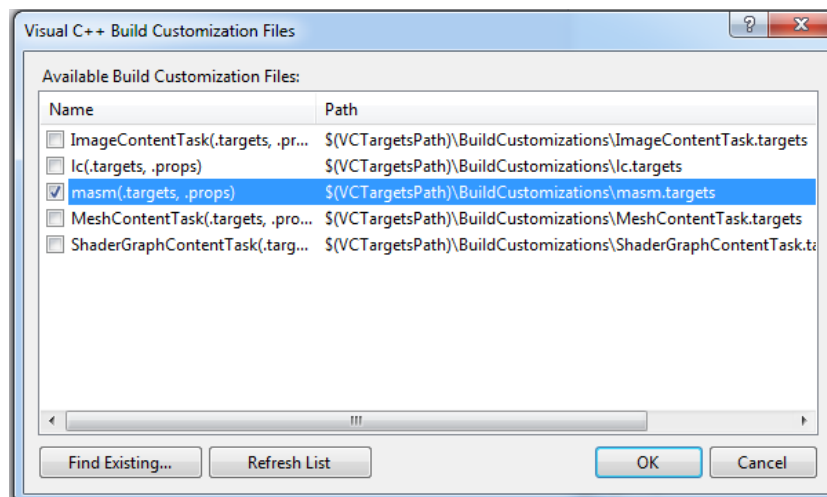 Visual C++ Build Customization Files
Available Build Customization Files:
Name Path
ImageContentTask(.targets, .pr... $(VCTargetsPath)\BuildCustomizations\ImageContentTask.targets
lc(.targets, .props) $(VCTargetsPath)\BuildCustomizations\lc.targets
masm(.targets, .props) $(VCTargetsPath)\BuildCustomizations\masm.targets
MeshContentTask(.targets, .pro... $(VCTargetsPath)\BuildCustomizations\MeshContentTask.targets
ShaderGraphContentTask(.targ... $(VCTargetsPath)\BuildCustomizations\ShaderGraphContentTask.ta
Find Existing... Refresh List OK Cancel